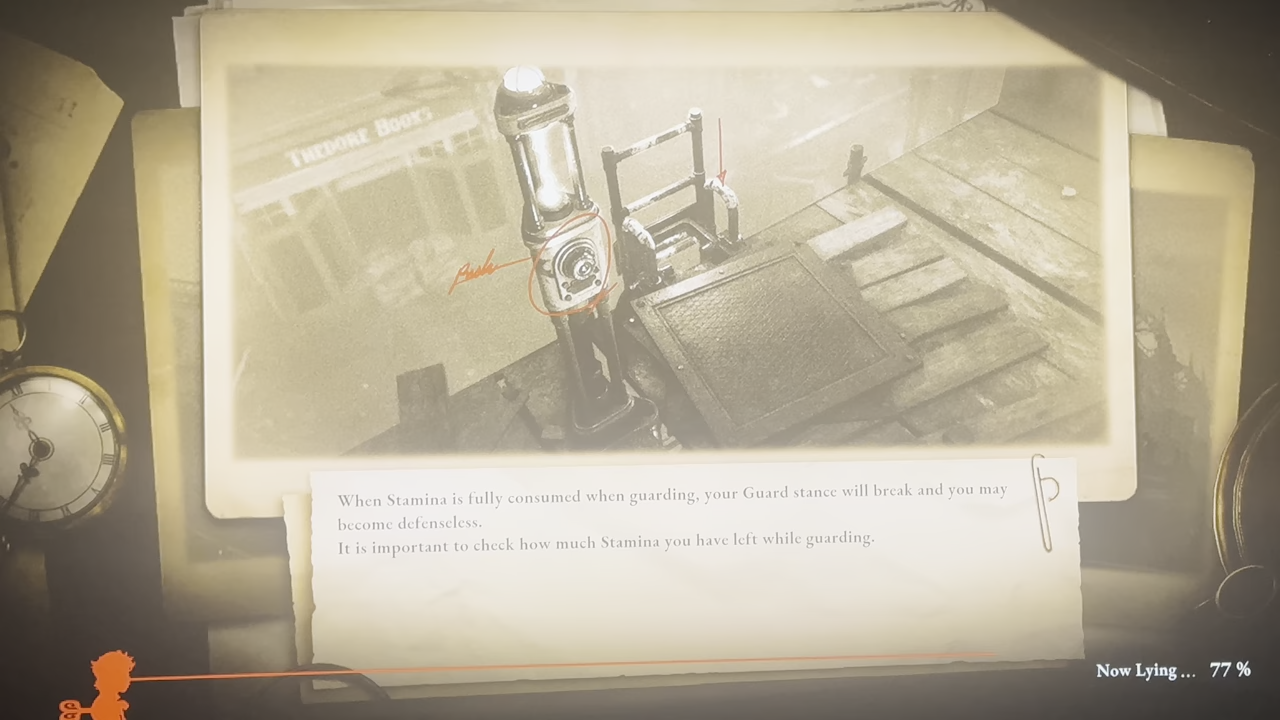 THEDORE BOOKS
Push
When Stamina is fully consumed when guarding, your Guard stance will break and you may
become defenseless.
It is important to check how much Stamina you have left while guarding.
Now Lying... 77 %